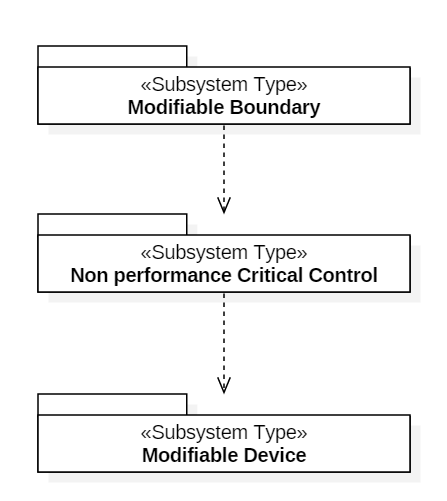 «Subsystem Type»
Modifiable Boundary
«Subsystem Type»
Non performance Critical Control
«Subsystem Type»
Modifiable Device